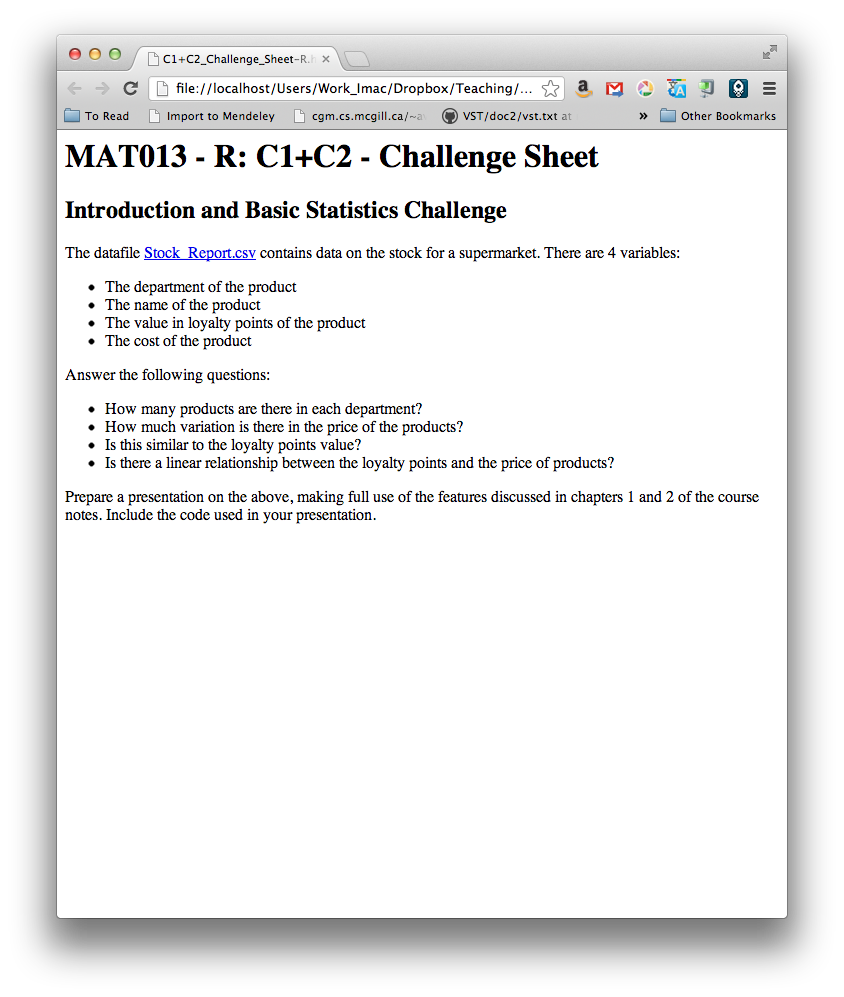 C1+C2_Challenge_Sheet-R.h
file://localhost/Users/Work_Imac/Dropbox/Teaching/...
To Read
Import to Mendeley
cgm.cs.mcgill.ca/~a
VST/doc2/vst.txt at
»
Other Bookmarks
MAT013 - R: C1+C2 - Challenge Sheet
Introduction and Basic Statistics Challenge
The datafile Stock_Report.csv contains data on the stock for a supermarket. There are 4 variables:
• The department of the product
• The name of the product
• The value in loyalty points of the product
• The cost of the product
Answer the following questions:
• How many products are there in each department?
• How much variation is there in the price of the products?
• Is this similar to the loyalty points value?
• Is there a linear relationship between the loyalty points and the price of products?
Prepare a presentation on the above, making full use of the features discussed in chapters 1 and 2 of the course
notes. Include the code used in your presentation.